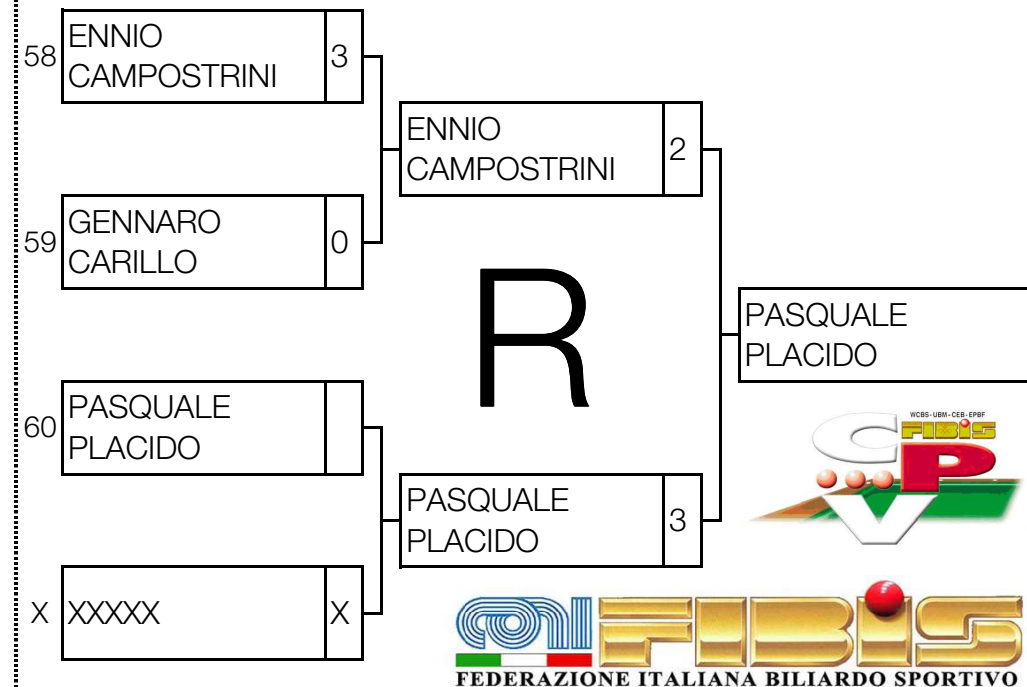 58
ENNIO
CAMPOSTRINI
3
ENNIO
CAMPOSTRINI
2
59
GENNARO
CARILLO
0
R
PASQUALE
PLACIDO
60
PASQUALE
PLACIDO
PASQUALE
PLACIDO
3
X
XXXXX
X
WCBS-UBM-CEB-EPBF
FIBiS
C
P
V
CONI
FIBiS
FEDERAZIONE ITALIANA BILIARDO SPORTIVO